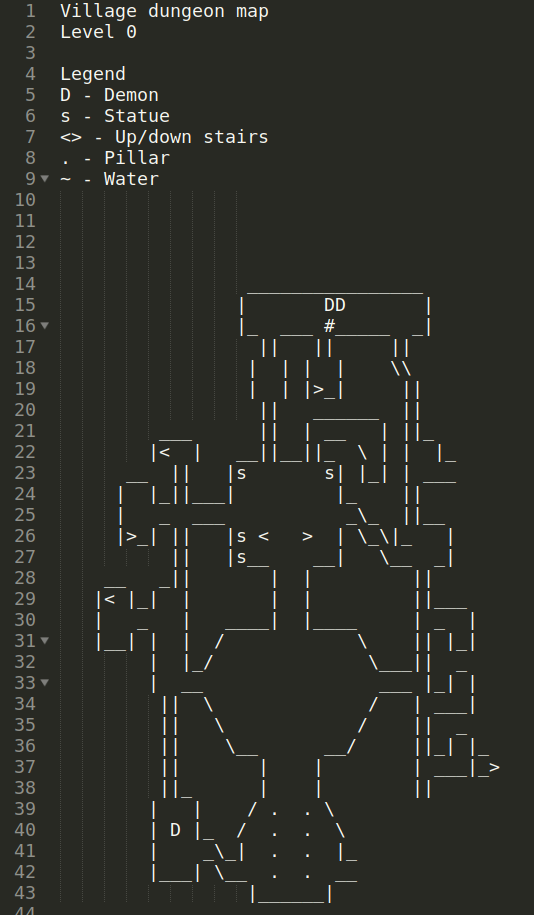 1 Village dungeon map
2 Level 0
3
4 Legend
5 D - Demon
6 s - Statue
7 <> - Up/down stairs
8 . - Pillar
9 ~ - Water
10
11
12
13
14                  ________________
15                 |       DD       |
16                 |_  ___ #_____  _|
17                   ||   ||     ||
18                  |  | |  |    \\
19                  |  | |>_|     ||
20                   ||   ______  ||
21          ___      ||  | __   | ||_
22         |<  |   __||__||_  \ | |  |_
23       __  ||   |s       s| |_| | ___
24      |  |_||___|         |_    ||
25      |   _  ___           _\_  ||__
26      |>_| ||   |s <   >  | \_\|_   |
27           ||   |s__    __|   \__  _|
28     __   _||       |  |         ||
29    |< |_|  |       |  |         ||___
30    |   _   |   ____|  |____     | _  |
31    |__| |  |  /            \    || |_|
32         |  |_/              \___||  _
33         |  __                ___ |_| |
34          ||  \              /   | ___|
35          ||   \            /    ||  _
36          ||    \__      __/     ||_| |_
37          ||       |    |        | ___|_>
38          ||_      |    |        ||
39         |   |    / .  . \
40         | D |_  /  .  .  \
41         |    _\_|  .  .  |_
42         |___| \__  .  .  __
43                  |______|
44